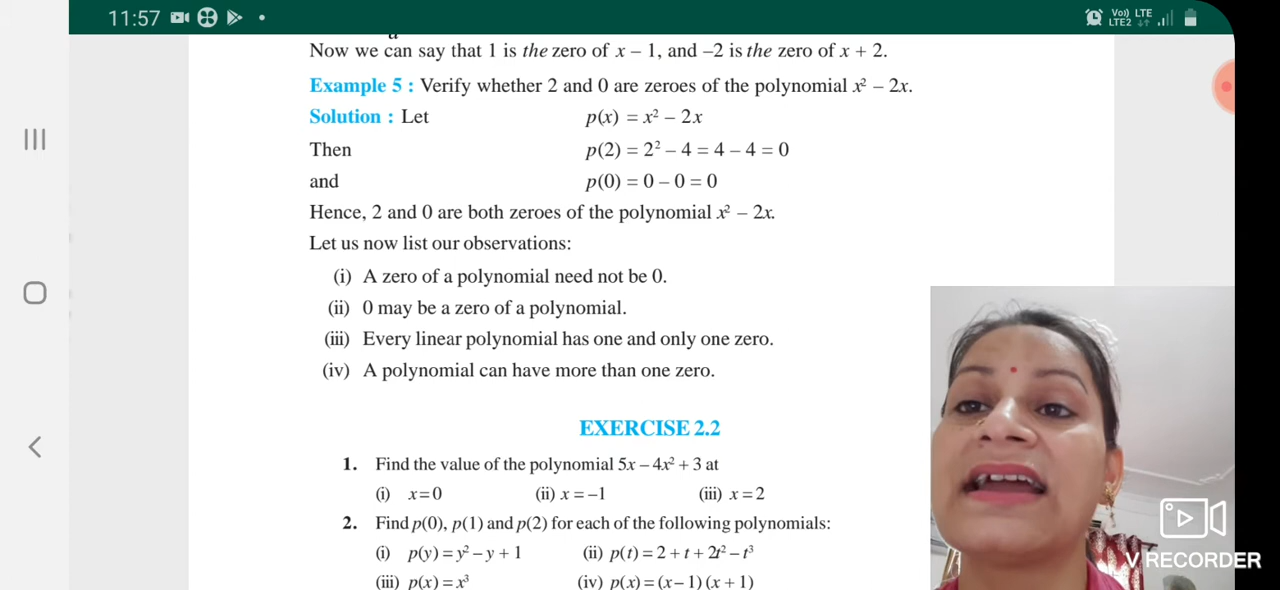 11:57
Vo)) LTE
LTE2
Now we can say that 1 is the zero of x – 1, and –2 is the zero of x + 2.
Example 5 : Verify whether 2 and 0 are zeroes of the polynomial x² – 2x.
Solution : Let p(x) = x² – 2x
Then p(2) = 2² – 4 = 4 – 4 = 0
and p(0) = 0 – 0 = 0
Hence, 2 and 0 are both zeroes of the polynomial x² – 2x.
Let us now list our observations:
(i) A zero of a polynomial need not be 0.
(ii) 0 may be a zero of a polynomial.
(iii) Every linear polynomial has one and only one zero.
(iv) A polynomial can have more than one zero.
EXERCISE 2.2
1. Find the value of the polynomial 5x – 4x² + 3 at
(i) x = 0 (ii) x = –1 (iii) x = 2
2. Find p(0), p(1) and p(2) for each of the following polynomials:
(i) p(y) = y² – y + 1 (ii) p(t) = 2 + t + 2t² – t³
(iii) p(x) = x³ (iv) p(x) = (x – 1) (x + 1)
V RECORDER